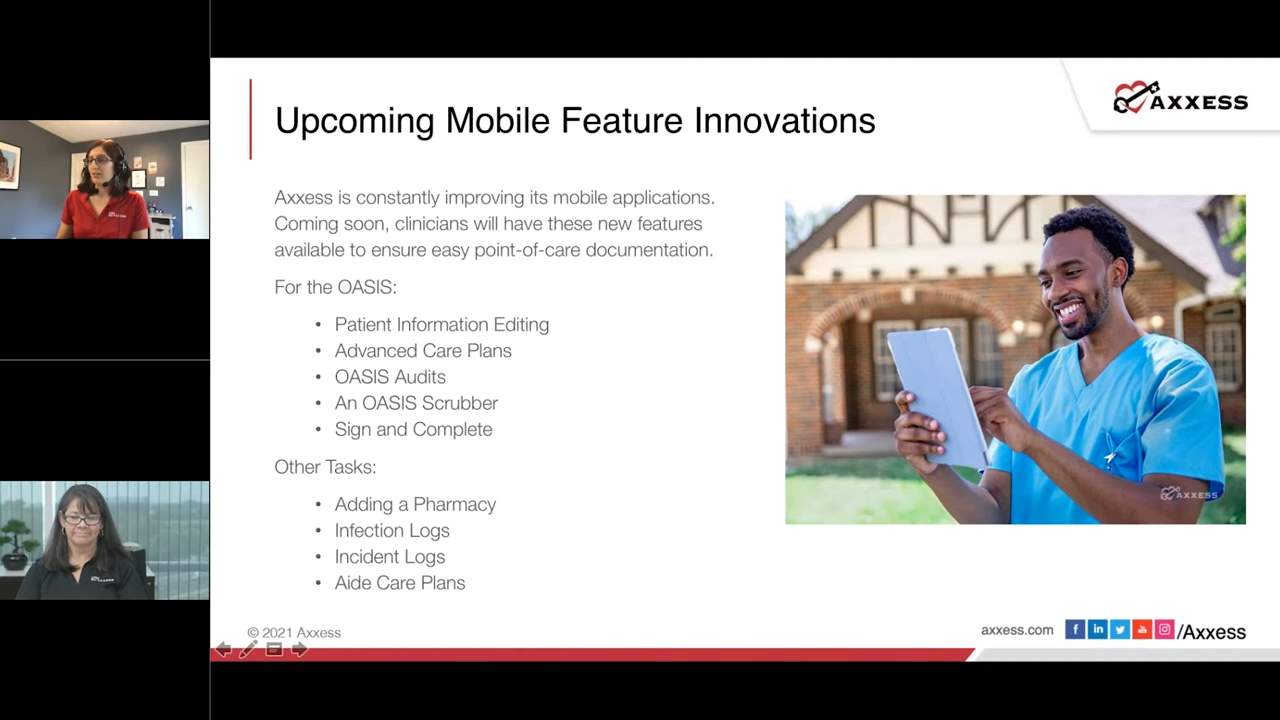 Upcoming Mobile Feature Innovations
AXXESS
Axxess is constantly improving its mobile applications.
Coming soon, clinicians will have these new features
available to ensure easy point-of-care documentation.
For the OASIS:
• Patient Information Editing
• Advanced Care Plans
• OASIS Audits
• An OASIS Scrubber
• Sign and Complete
Other Tasks:
• Adding a Pharmacy
• Infection Logs
• Incident Logs
• Aide Care Plans
AXXESS
© 2021 Axxess
axxess.com
/Axxess